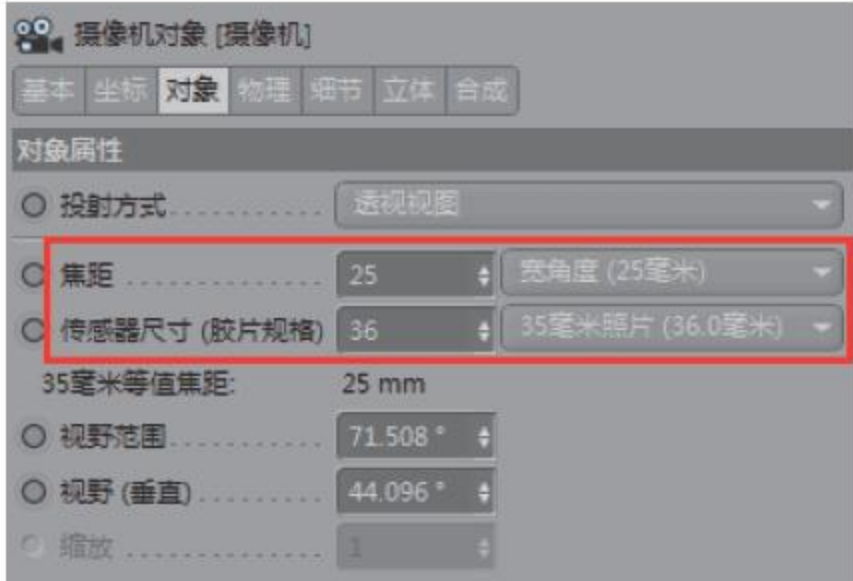 摄像机对象 [摄像机]
基本 坐标 对象 物理 细节 立体 合成
对象属性
投射方式 ........... 透视视图
焦距 .............. 25 宽角度 (25毫米)
传感器尺寸 (胶片规格) 36 35毫米照片 (36.0毫米)
35毫米等值焦距: 25 mm
视野范围 ........... 71.508 °
视野 (垂直) ......... 44.096 °
缩放 .............. 1